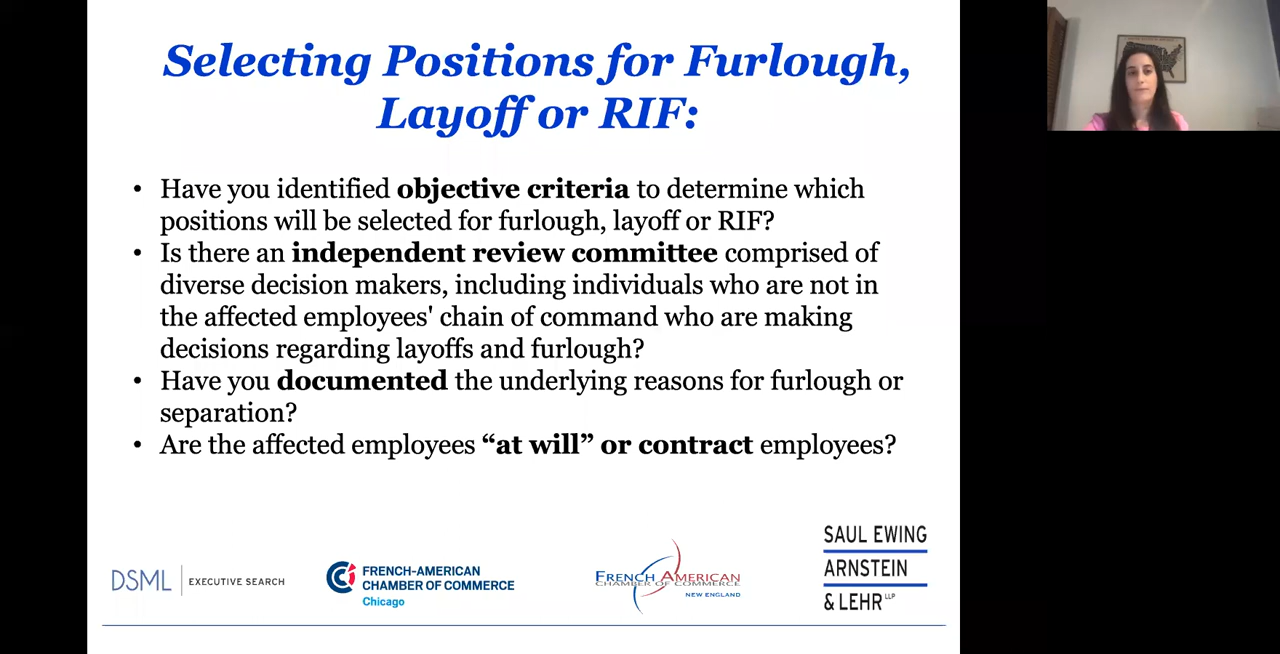 Selecting Positions for Furlough,
Layoff or RIF:
• Have you identified objective criteria to determine which
positions will be selected for furlough, layoff or RIF?
• Is there an independent review committee comprised of
diverse decision makers, including individuals who are not in
the affected employees' chain of command who are making
decisions regarding layoffs and furlough?
• Have you documented the underlying reasons for furlough or
separation?
• Are the affected employees “at will” or contract employees?
DSML EXECUTIVE SEARCH
FRENCH-AMERICAN
CHAMBER OF COMMERCE
Chicago
FRENCH AMERICAN
CHAMBER OF COMMERCE
NEW ENGLAND
SAUL EWING
ARNSTEIN
& LEHR LLP